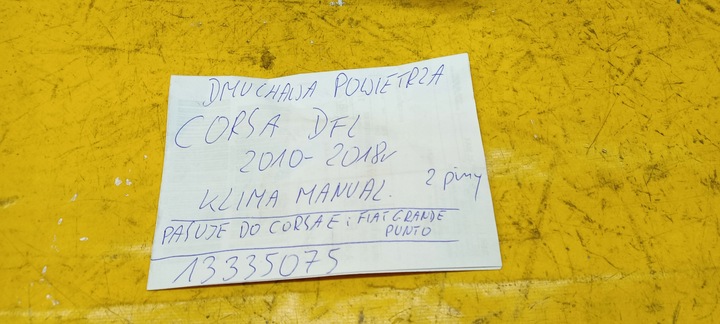 DMUCHAWA POWIETRZA
CORSA DFL
2010-2018r
KLIMA MANUAL. 2 piny
PASUJE DO CORSA E i FIAT GRANDE
PUNTO
13335075